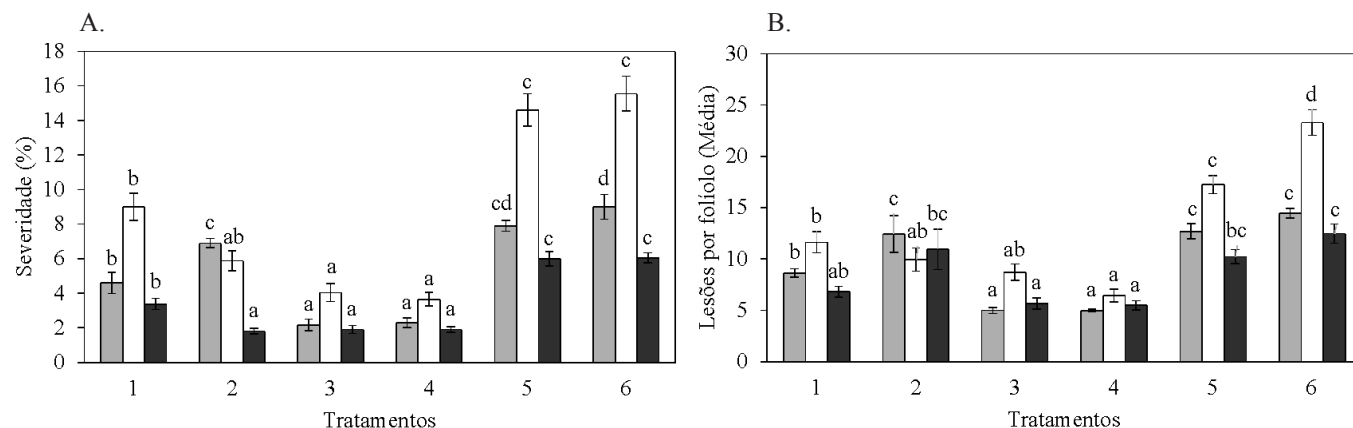 A.
Severidade (%)
18
16
14
12
10
8
6
4
2
0
b
b
b
c
ab
a
a
a
a
a
a
a
cd
c
c
d
c
c
1 2 3 4 5 6
Tratamentos
B.
Lesões por folíolo (Média)
30
25
20
15
10
5
0
b
b
ab
c
ab
bc
a
ab
a
a
a
a
c
c
bc
c
d
c
1 2 3 4 5 6
Tratamentos